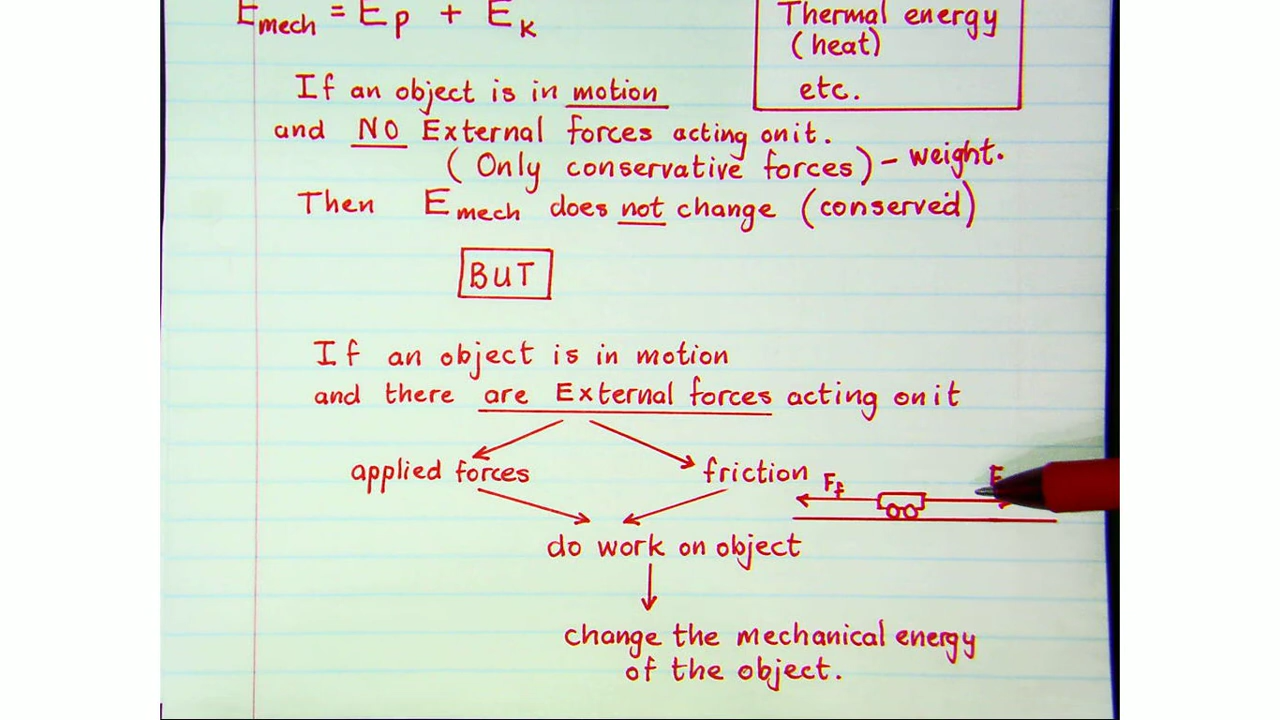 Emech = Ep + Ek
Thermal energy
(heat)
etc.
If an object is in motion
and NO External forces acting on it.
(Only conservative forces) - weight.
Then Emech does not change (conserved)
BUT
If an object is in motion
and there are External forces acting on it
applied forces
friction
Ff
F
do work on object
change the mechanical energy
of the object.